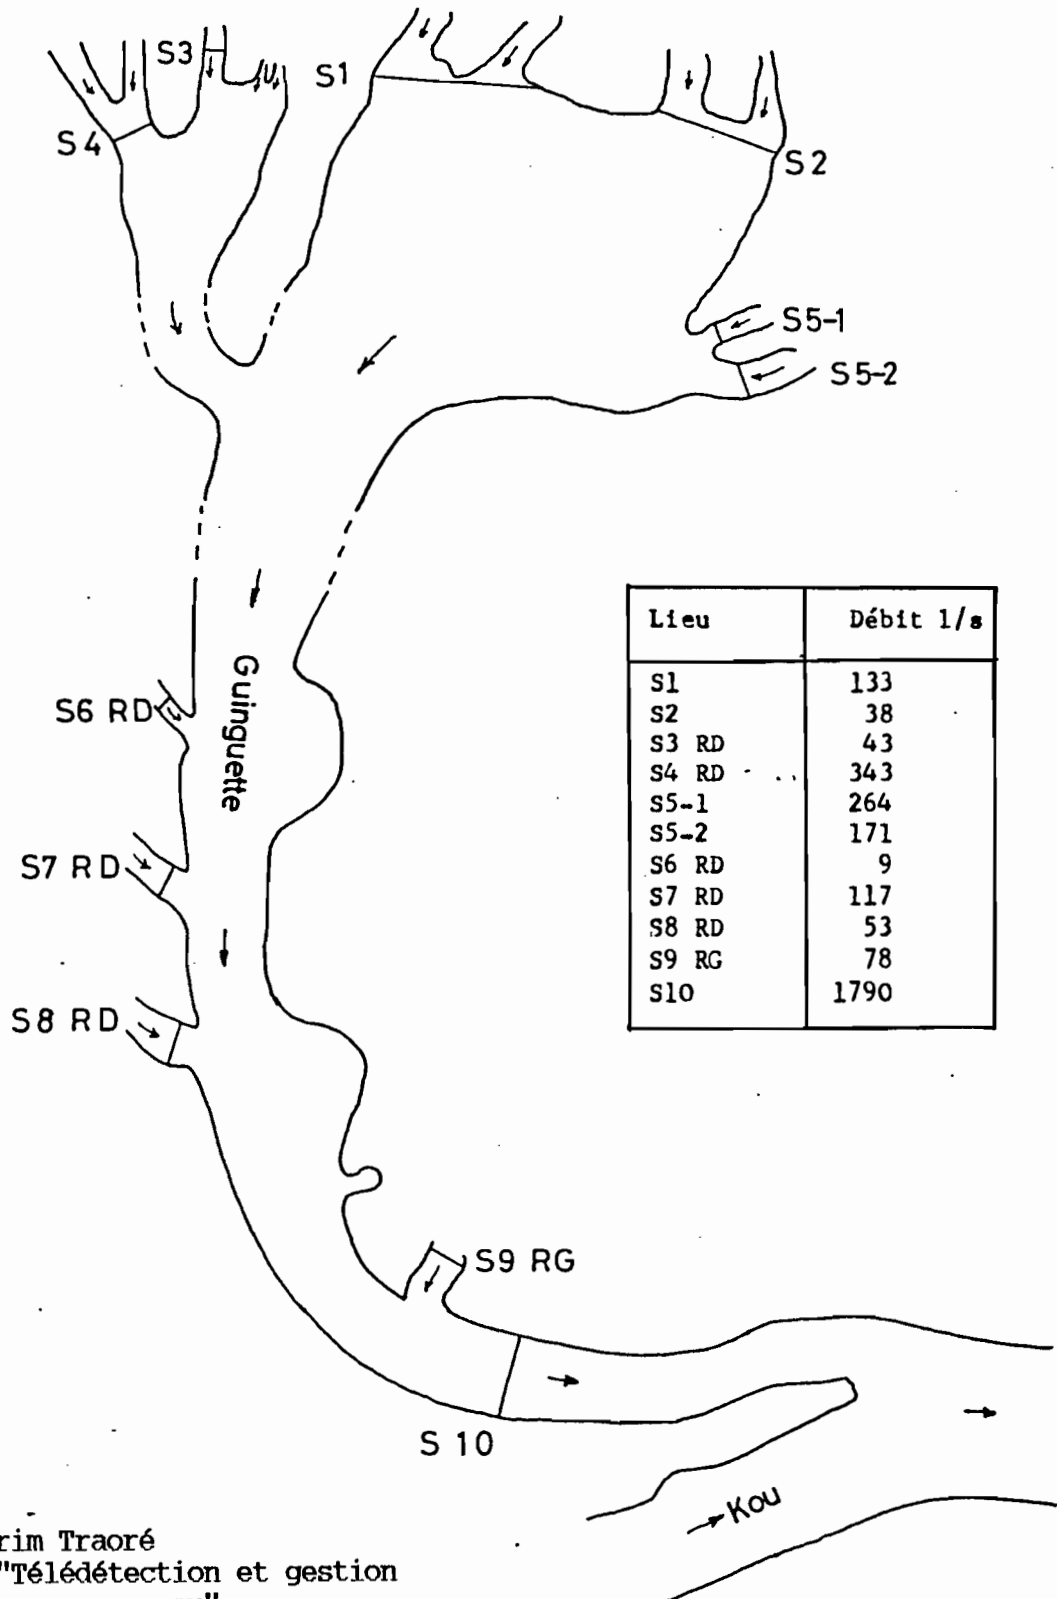 S3
S1
S4
S2
S5-1
S5-2
Lieu Débit l/s
S1 133
S2 38
S3 RD 43
S4 RD 343
S5-1 264
S5-2 171
S6 RD 9
S7 RD 117
S8 RD 53
S9 RG 78
S10 1790
Guinguette
S6 RD
S7 RD
S8 RD
S9 RG
S 10
Kou
rim Traoré
"Télédétection et gestion